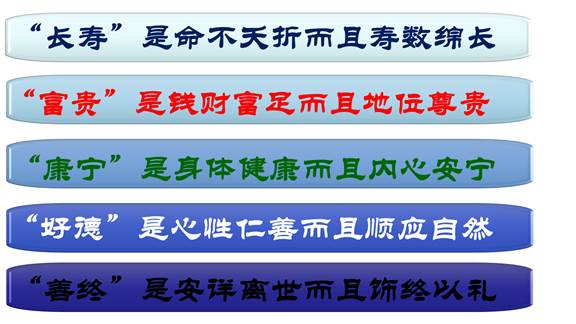 “长寿”是命不夭折而且寿数绵长
“富贵”是钱财富足而且地位尊贵
“康宁”是身体健康而且内心安宁
“好德”是心性仁善而且顺应自然
“善终”是安详离世而且饰终以礼